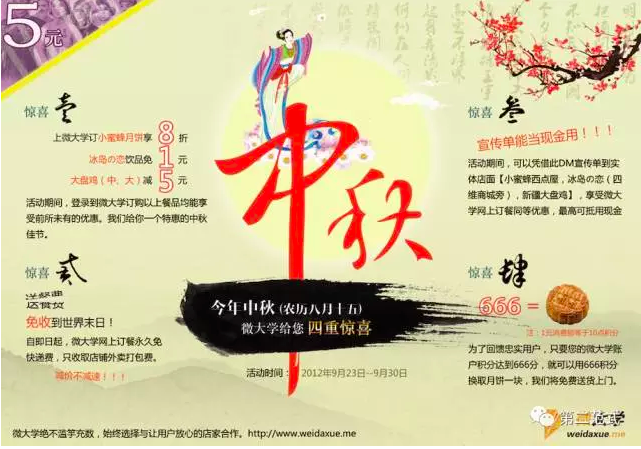 5元
中秋
惊喜 壹
上微大学订小蜜蜂月饼享 8 折
冰岛の恋饮品免 1 元
大盘鸡（中、大）减 5 元
活动期间，登录到微大学订购以上餐品均能享
受前所未有的优惠。我们给你一个特惠的中秋
佳节。
惊喜 贰
送餐费
免收到世界末日！
自即日起，微大学网上订餐永久免
快递费，只收取店铺外卖打包费。
降价不减速！！！
今年中秋（农历八月十五）
微大学给您 四重惊喜
活动时间： 2012年9月23日--9月30日
惊喜 叁
宣传单能当现金用！！！
活动期间，可以凭借此DM宣传单到实
体店面【小蜜蜂西点屋，冰岛の恋（四
维商城旁），新疆大盘鸡】，享受微大
学网上订餐同等优惠，最高可抵用现金
惊喜 肆
666 =
注：1元消费额等于10点积分
为了回馈忠实用户，只要您的微大学账
户积分达到666分，就可以用666积分
换取月饼一块，我们将免费送货上门。
微大学绝不滥竽充数，始终选择与让用户放心的店家合作。http://www.weidaxue.me
weidaxue.me